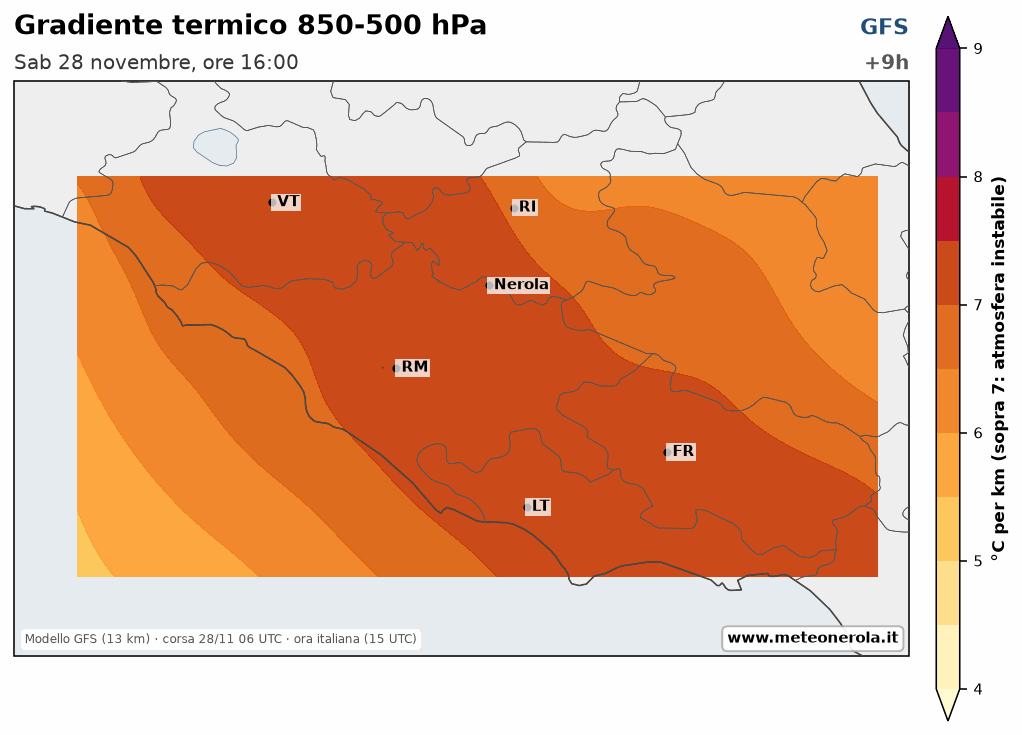 Gradiente termico 850-500 hPa
GFS
Sab 28 novembre, ore 16:00
+9h
VT
RI
Nerola
RM
FR
LT
9
8
7
6
5
4
°C per km (sopra 7: atmosfera instabile)
Modello GFS (13 km) · corsa 28/11 06 UTC · ora italiana (15 UTC)
www.meteonerola.it